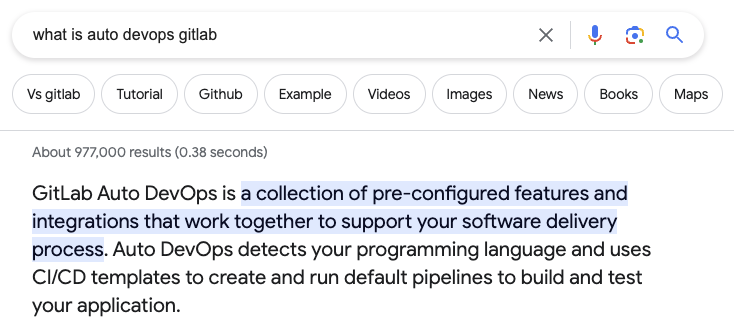 what is auto devops gitlab
Vs gitlab
Tutorial
Github
Example
Videos
Images
News
Books
Maps
About 977,000 results (0.38 seconds)
GitLab Auto DevOps is a collection of pre-configured features and
integrations that work together to support your software delivery
process. Auto DevOps detects your programming language and uses
CI/CD templates to create and run default pipelines to build and test
your application.